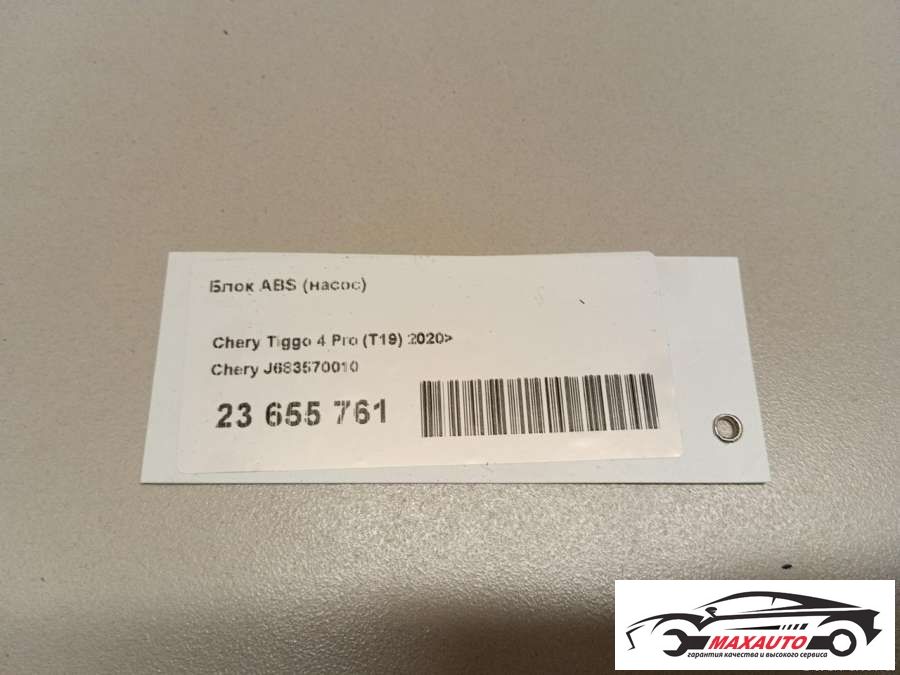 Блок ABS (насос)
Chery Tiggo 4 Pro (T19) 2020>
Chery J683570010
23 655 761
MAXAUTO
гарантия качества и высокого сервиса